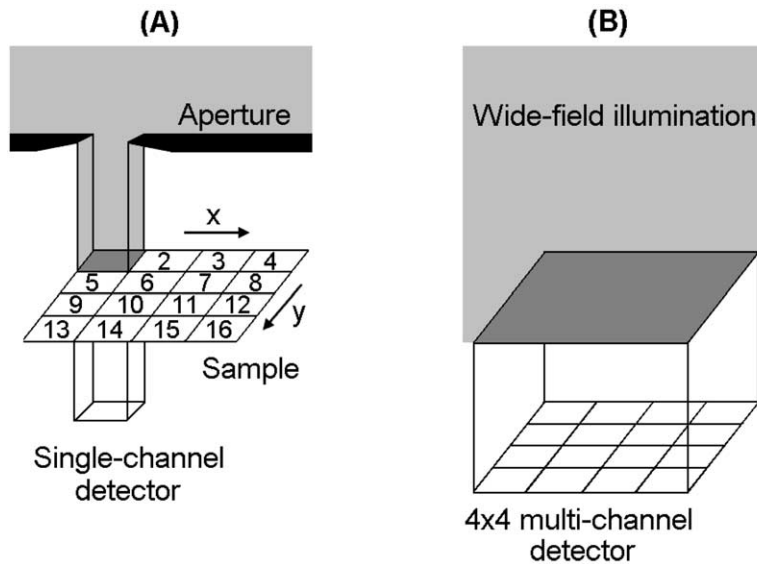 (A)
Aperture
x
2 3 4
5 6 7 8
9 10 11 12
13 14 15 16
y
Sample
Single-channel
detector
(B)
Wide-field illumination
4x4 multi-channel
detector